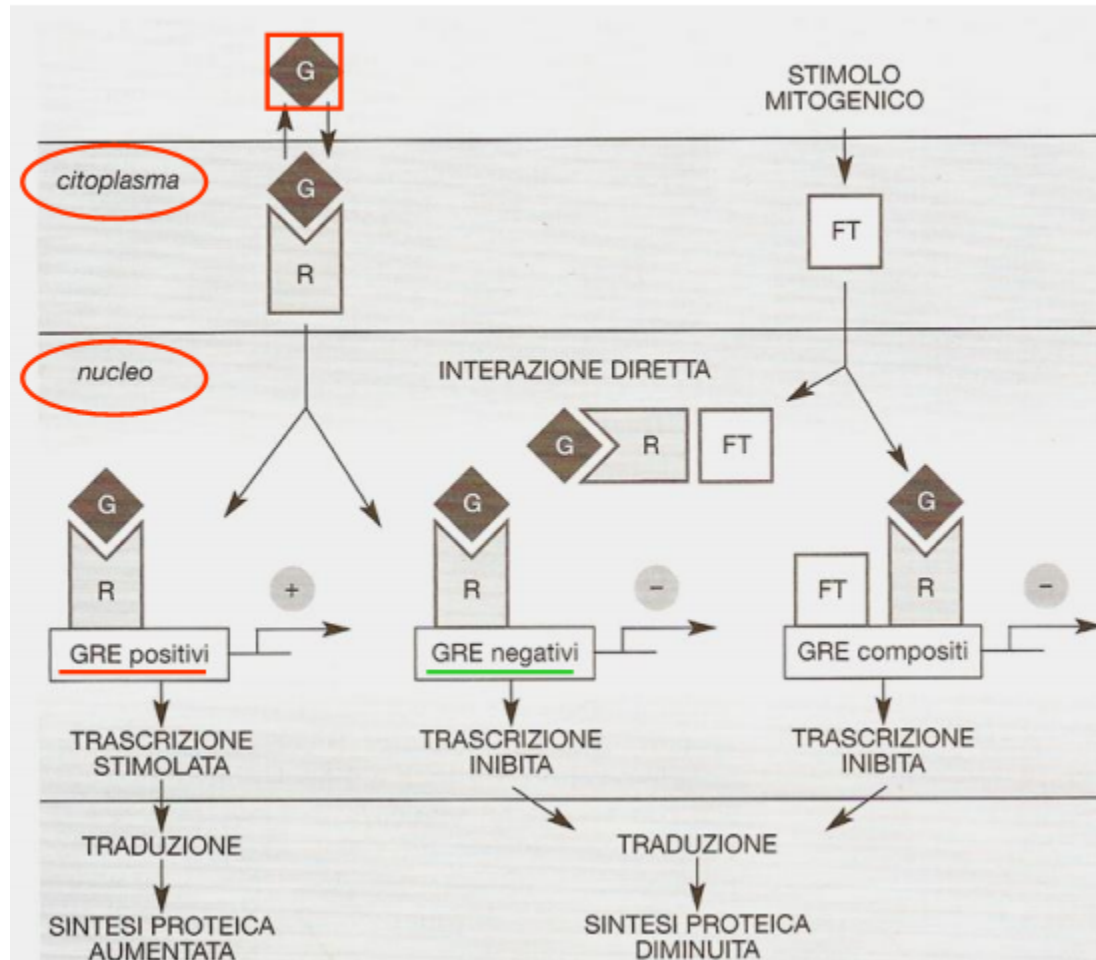 G
STIMOLO
MITOGENICO
citoplasma
G
R
FT
nucleo
INTERAZIONE DIRETTA
G R FT
G
R
+
GRE positivi
G
R
−
GRE negativi
G
FT
R
−
GRE compositi
TRASCRIZIONE
STIMOLATA
TRASCRIZIONE
INIBITA
TRASCRIZIONE
INIBITA
TRADUZIONE
TRADUZIONE
SINTESI PROTEICA
AUMENTATA
SINTESI PROTEICA
DIMINUITA